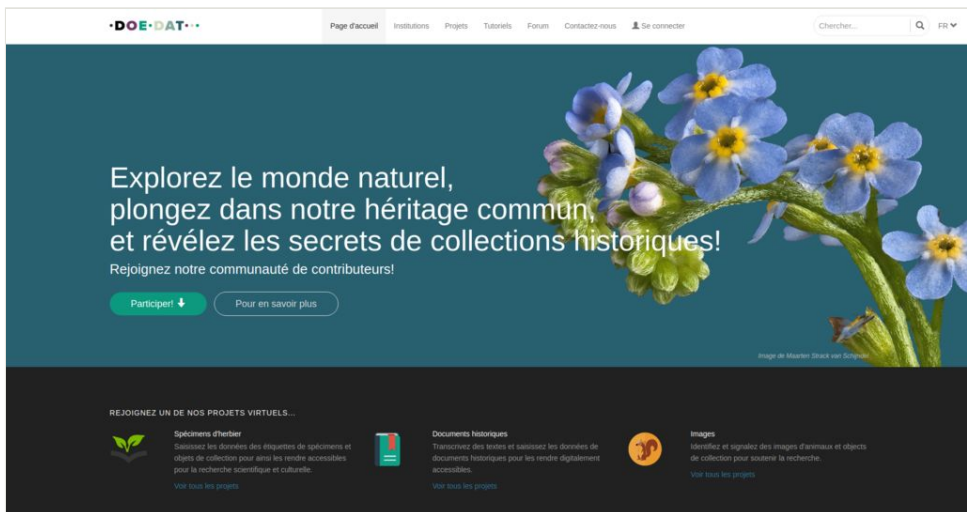 ·DOE·DAT···
Page d'accueil Institutions Projets Tutoriels Forum Contactez-nous Se connecter Chercher... FR
Explorez le monde naturel,
plongez dans notre héritage commun,
et révélez les secrets de collections historiques!
Rejoignez notre communauté de contributeurs!
Participer! Pour en savoir plus
Image de Maarten Strack van Schijndel
REJOIGNEZ UN DE NOS PROJETS VIRTUELS...
Spécimens d'herbier
Saisissez les données des étiquettes de spécimens et
objets de collection pour ainsi les rendre accessibles
pour la recherche scientifique et culturelle.
Voir tous les projets
Documents historiques
Transcrivez des textes et saisissez les données de
documents historiques pour les rendre digitalement
accessibles.
Voir tous les projets
Images
Identifiez et signalez des images d'animaux et objects
de collection pour soutenir la recherche.
Voir tous les projets